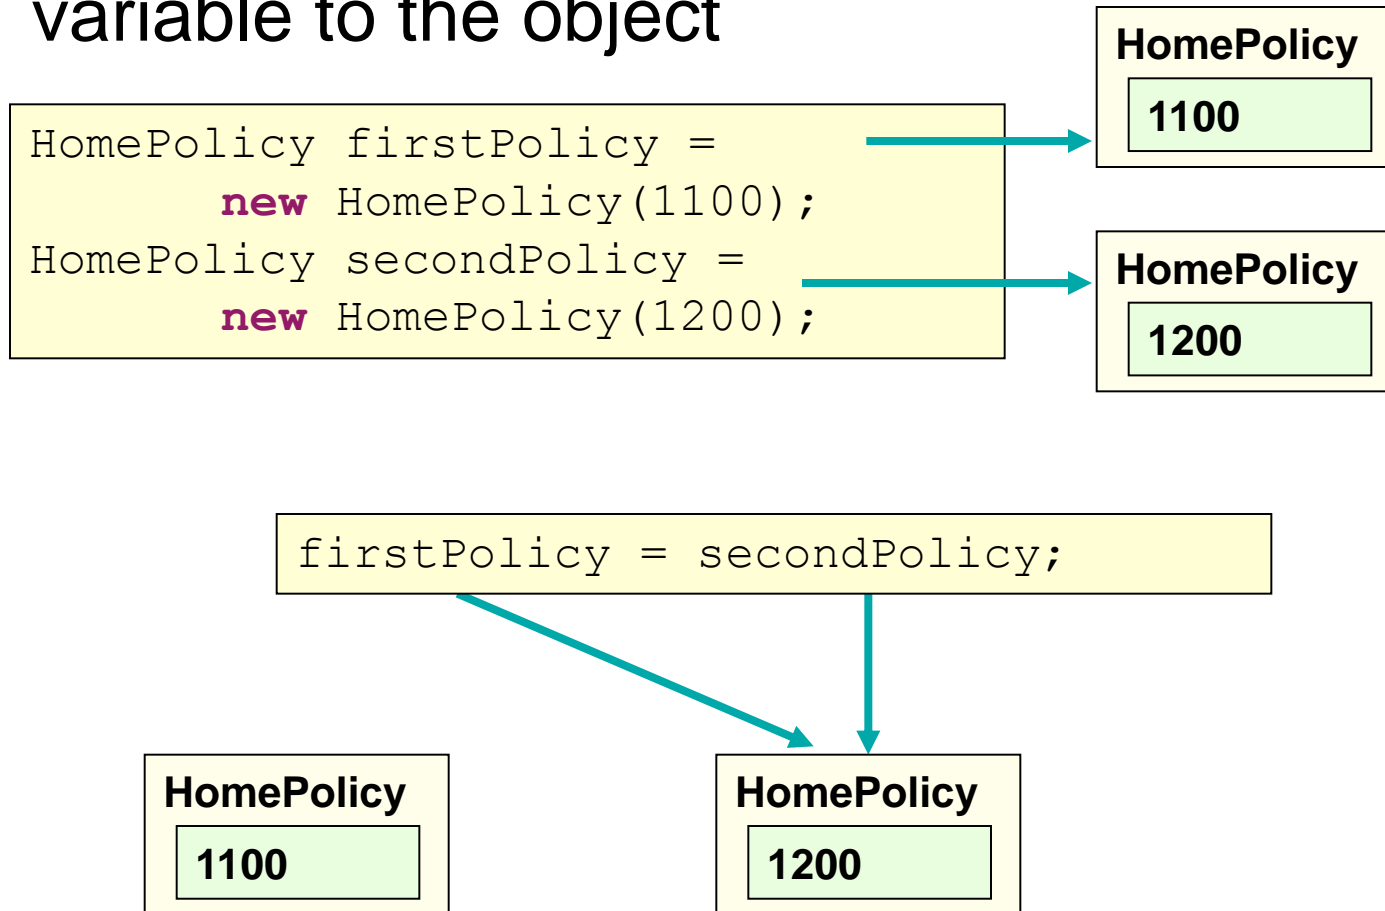 variable to the object
HomePolicy firstPolicy =
new HomePolicy(1100);
HomePolicy secondPolicy =
new HomePolicy(1200);
HomePolicy
1100
HomePolicy
1200
firstPolicy = secondPolicy;
HomePolicy
1100
HomePolicy
1200